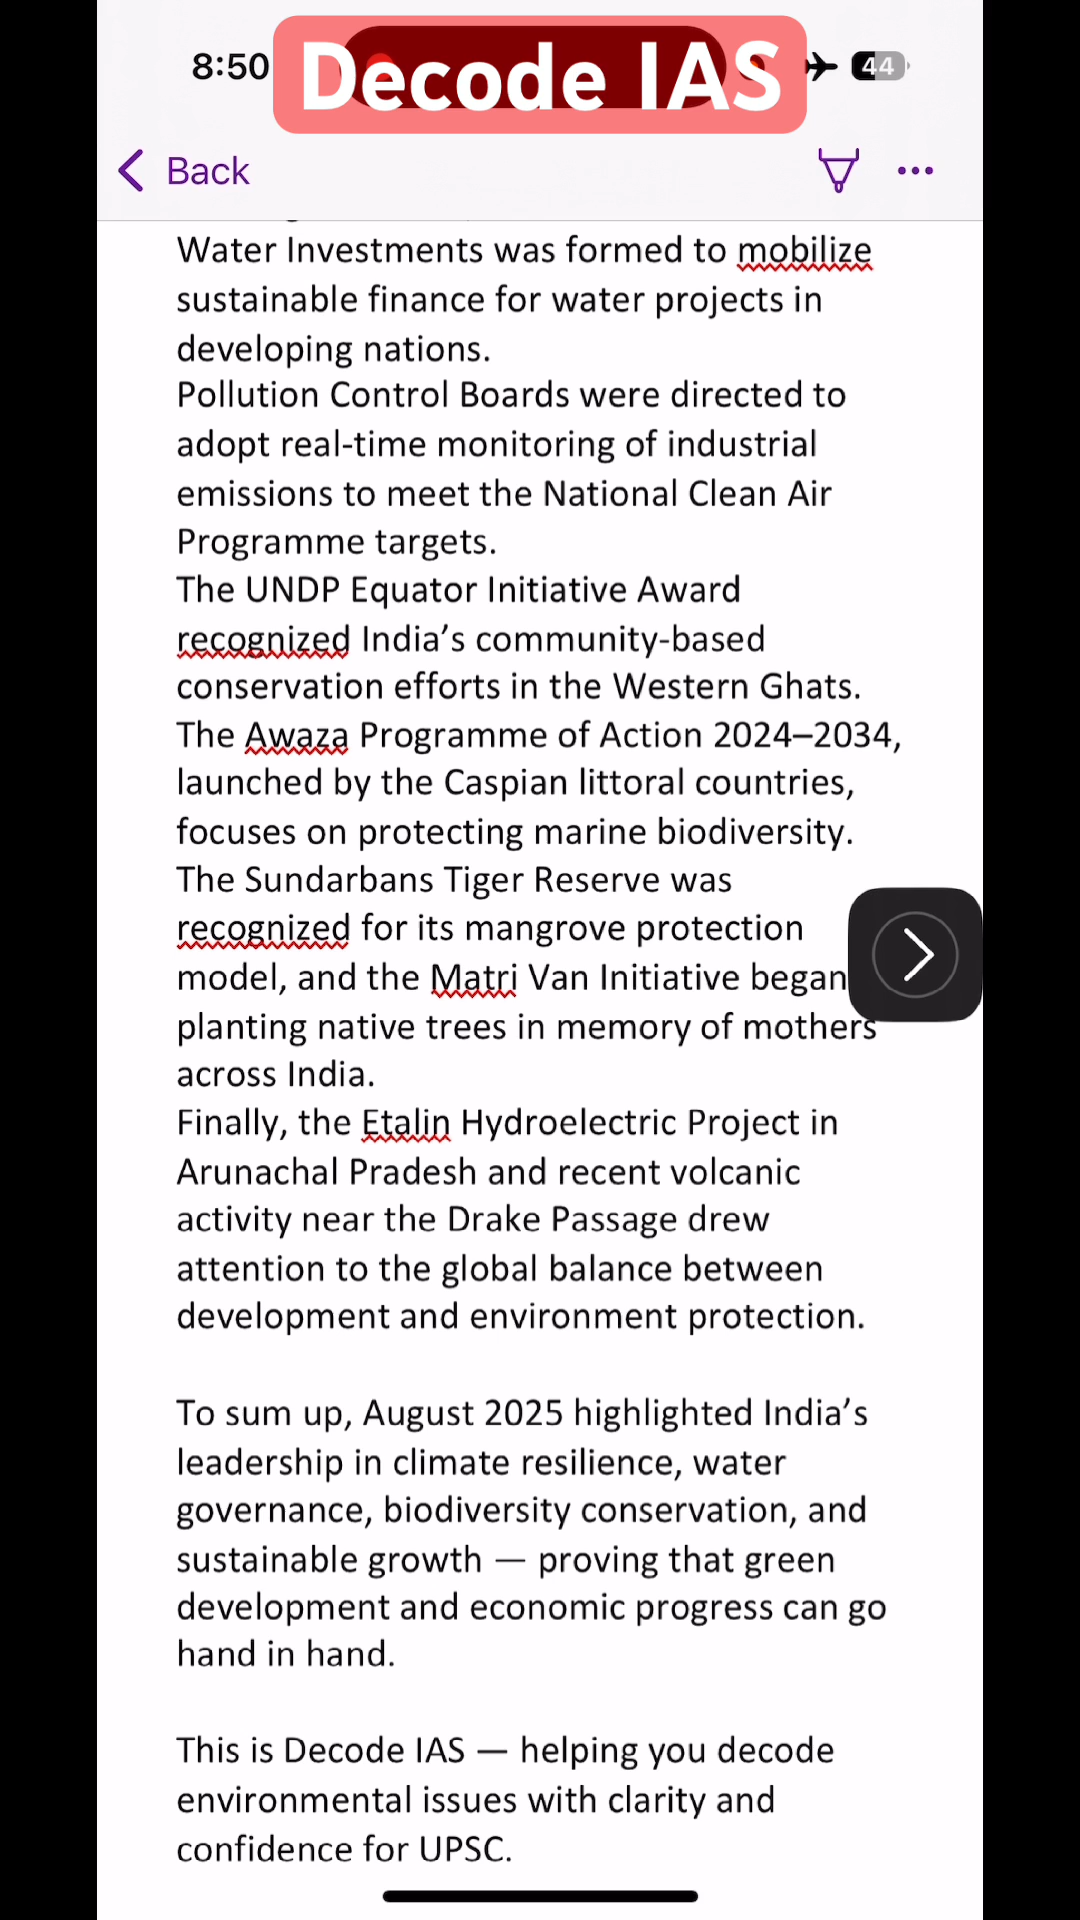 8:50
Decode IAS
44
Back
Water Investments was formed to mobilize
sustainable finance for water projects in
developing nations.
Pollution Control Boards were directed to
adopt real-time monitoring of industrial
emissions to meet the National Clean Air
Programme targets.
The UNDP Equator Initiative Award
recognized India’s community-based
conservation efforts in the Western Ghats.
The Awaza Programme of Action 2024–2034,
launched by the Caspian littoral countries,
focuses on protecting marine biodiversity.
The Sundarbans Tiger Reserve was
recognized for its mangrove protection
model, and the Matri Van Initiative began
planting native trees in memory of mothers
across India.
Finally, the Etalin Hydroelectric Project in
Arunachal Pradesh and recent volcanic
activity near the Drake Passage drew
attention to the global balance between
development and environment protection.
To sum up, August 2025 highlighted India’s
leadership in climate resilience, water
governance, biodiversity conservation, and
sustainable growth — proving that green
development and economic progress can go
hand in hand.
This is Decode IAS — helping you decode
environmental issues with clarity and
confidence for UPSC.